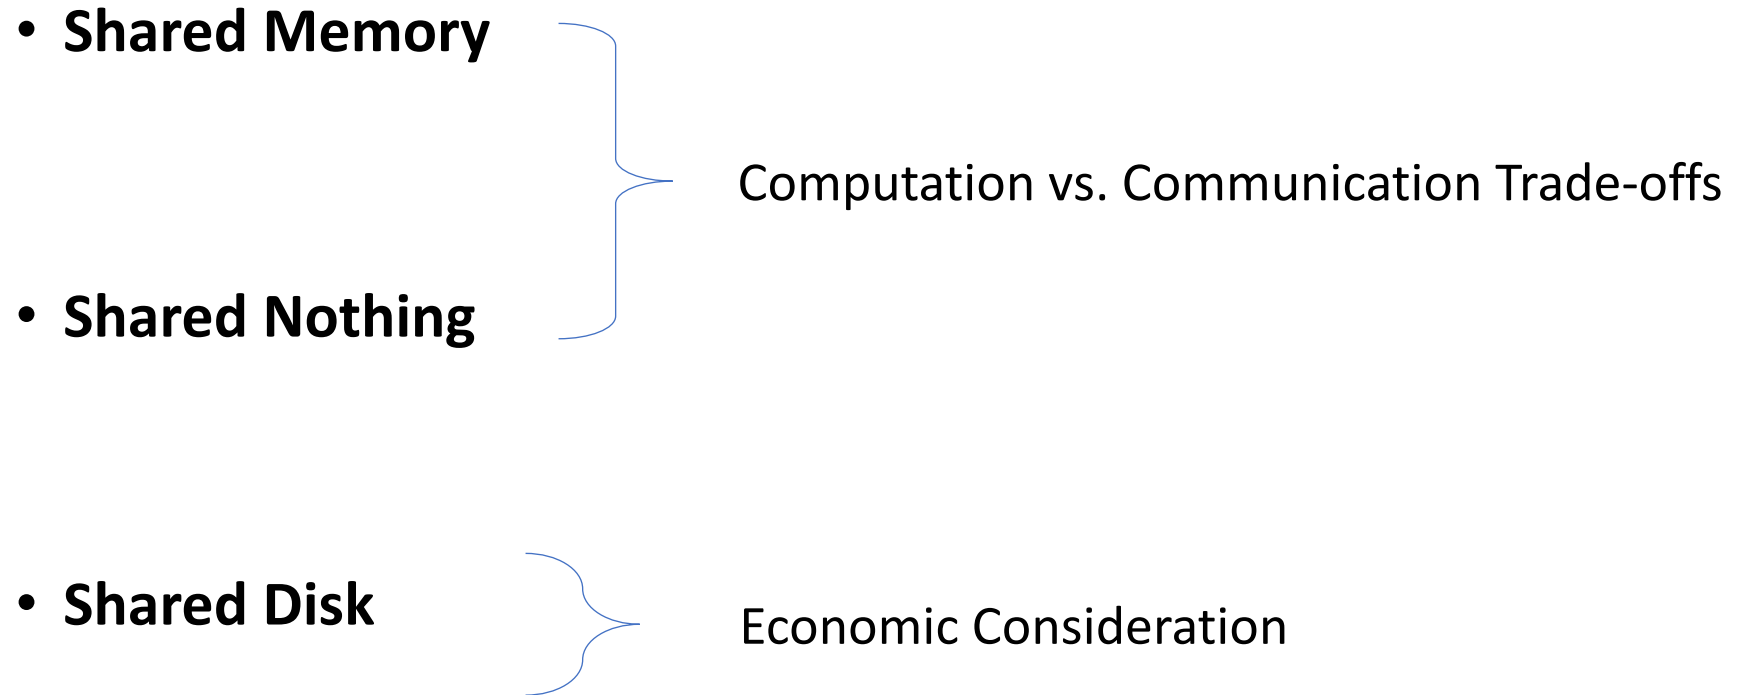 • Shared Memory
Computation vs. Communication Trade-offs
• Shared Nothing
• Shared Disk
Economic Consideration